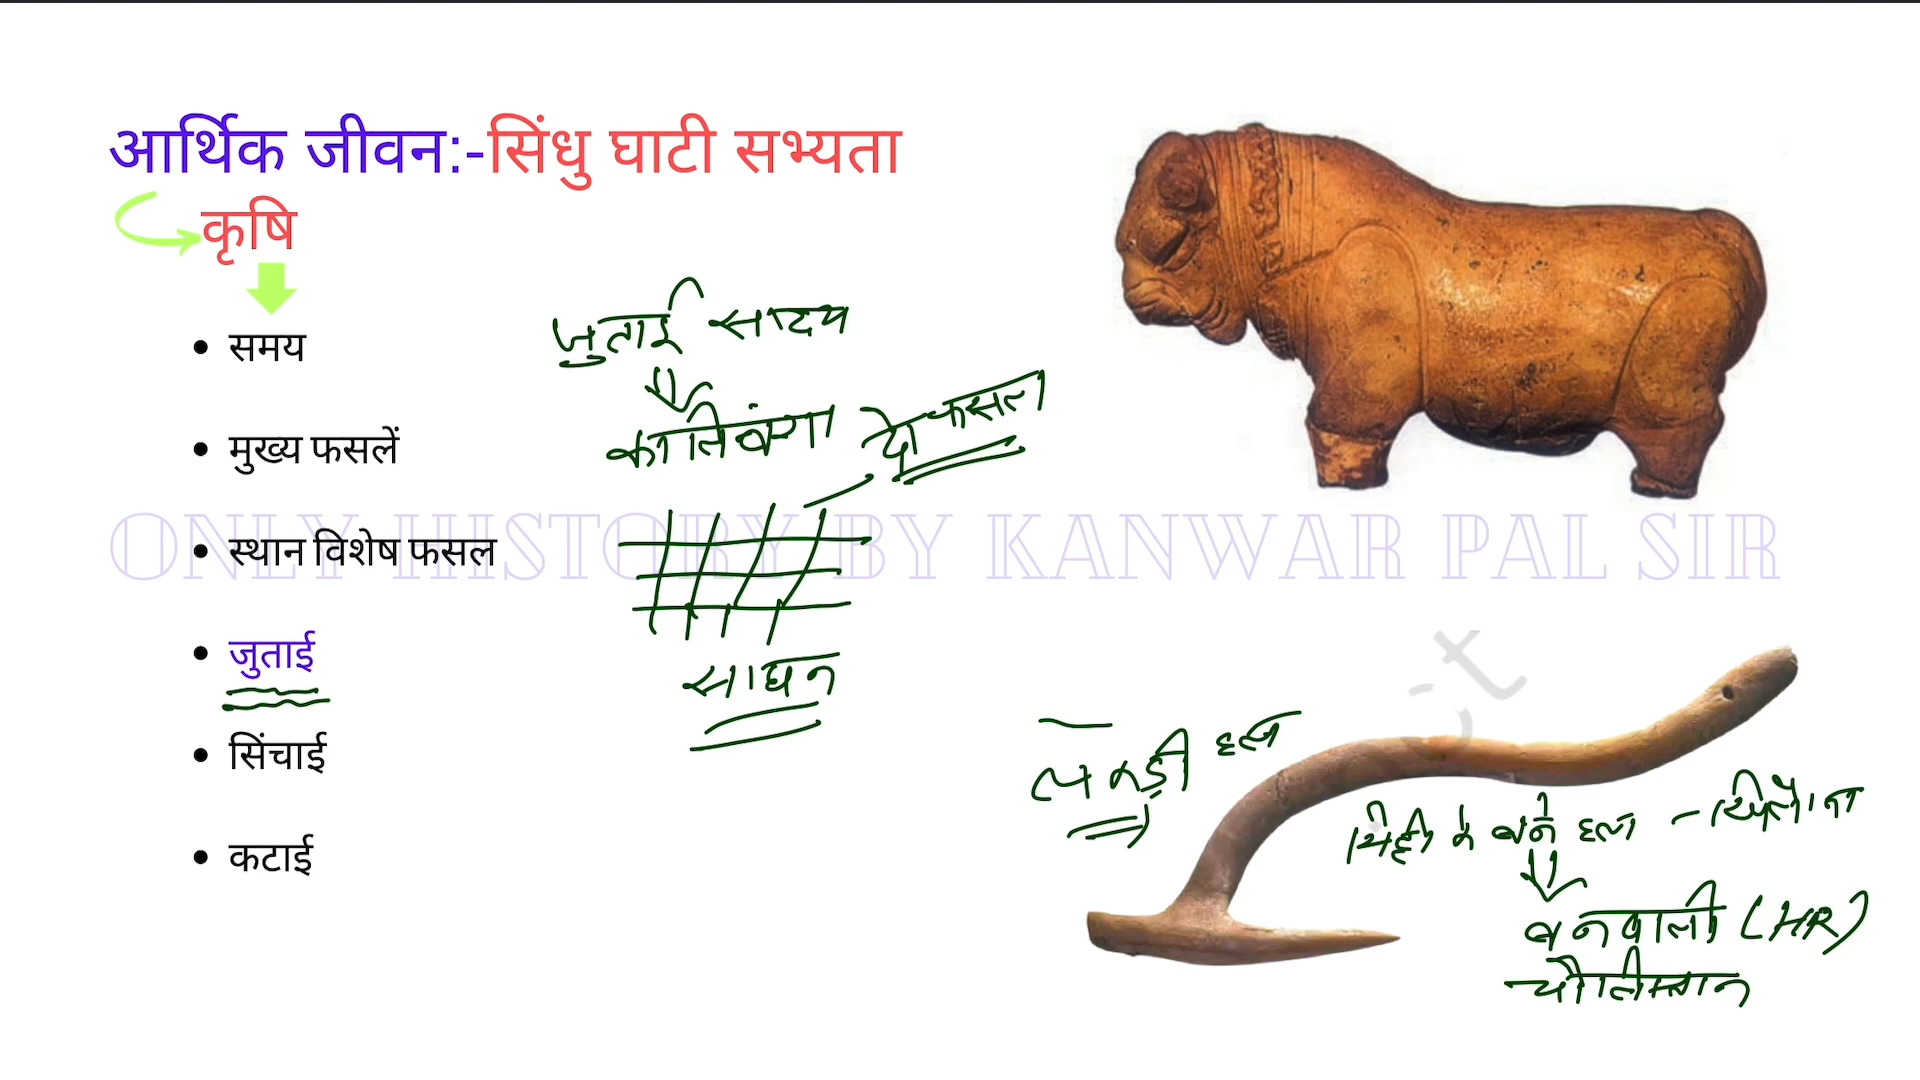 आर्थिक जीवन:-सिंधु घाटी सभ्यता
कृषि
समय
मुख्य फसलें
स्थान विशेष फसल
जुताई
सिंचाई
कटाई
जुताई साक्ष्य
कालिबंगा दो फसल
साधन
ONLY HISTORY BY KANWAR PAL SIR
लकड़ी हल
मिट्टी के बने हल - खिलौना
बनवाली (HR)
चौलिस्तान